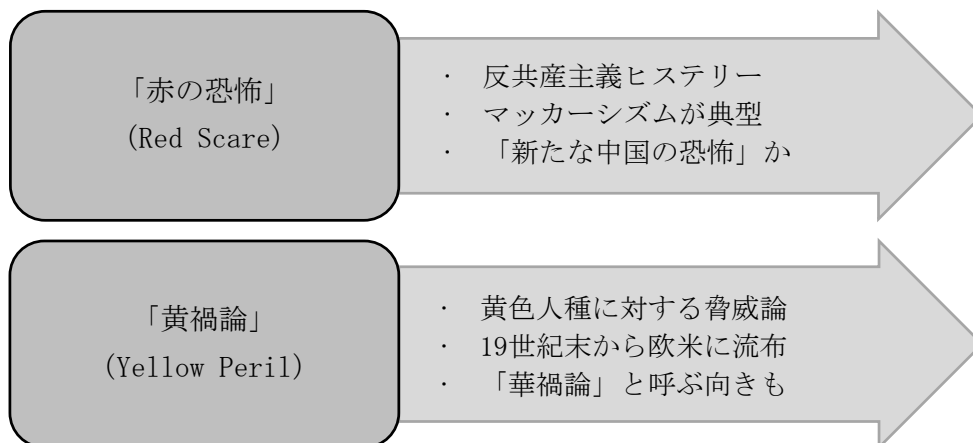 「赤の恐怖」
(Red Scare)
· 反共産主義ヒステリー
· マッカーシズムが典型
· 「新たな中国の恐怖」か
「黄禍論」
(Yellow Peril)
· 黄色人種に対する脅威論
· 19世紀末から欧米に流布
· 「華禍論」と呼ぶ向きも